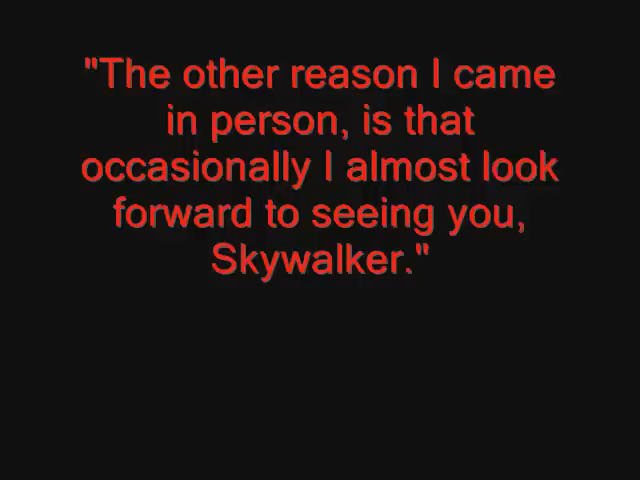 "The other reason I came
in person, is that
occasionally I almost look
forward to seeing you,
Skywalker."